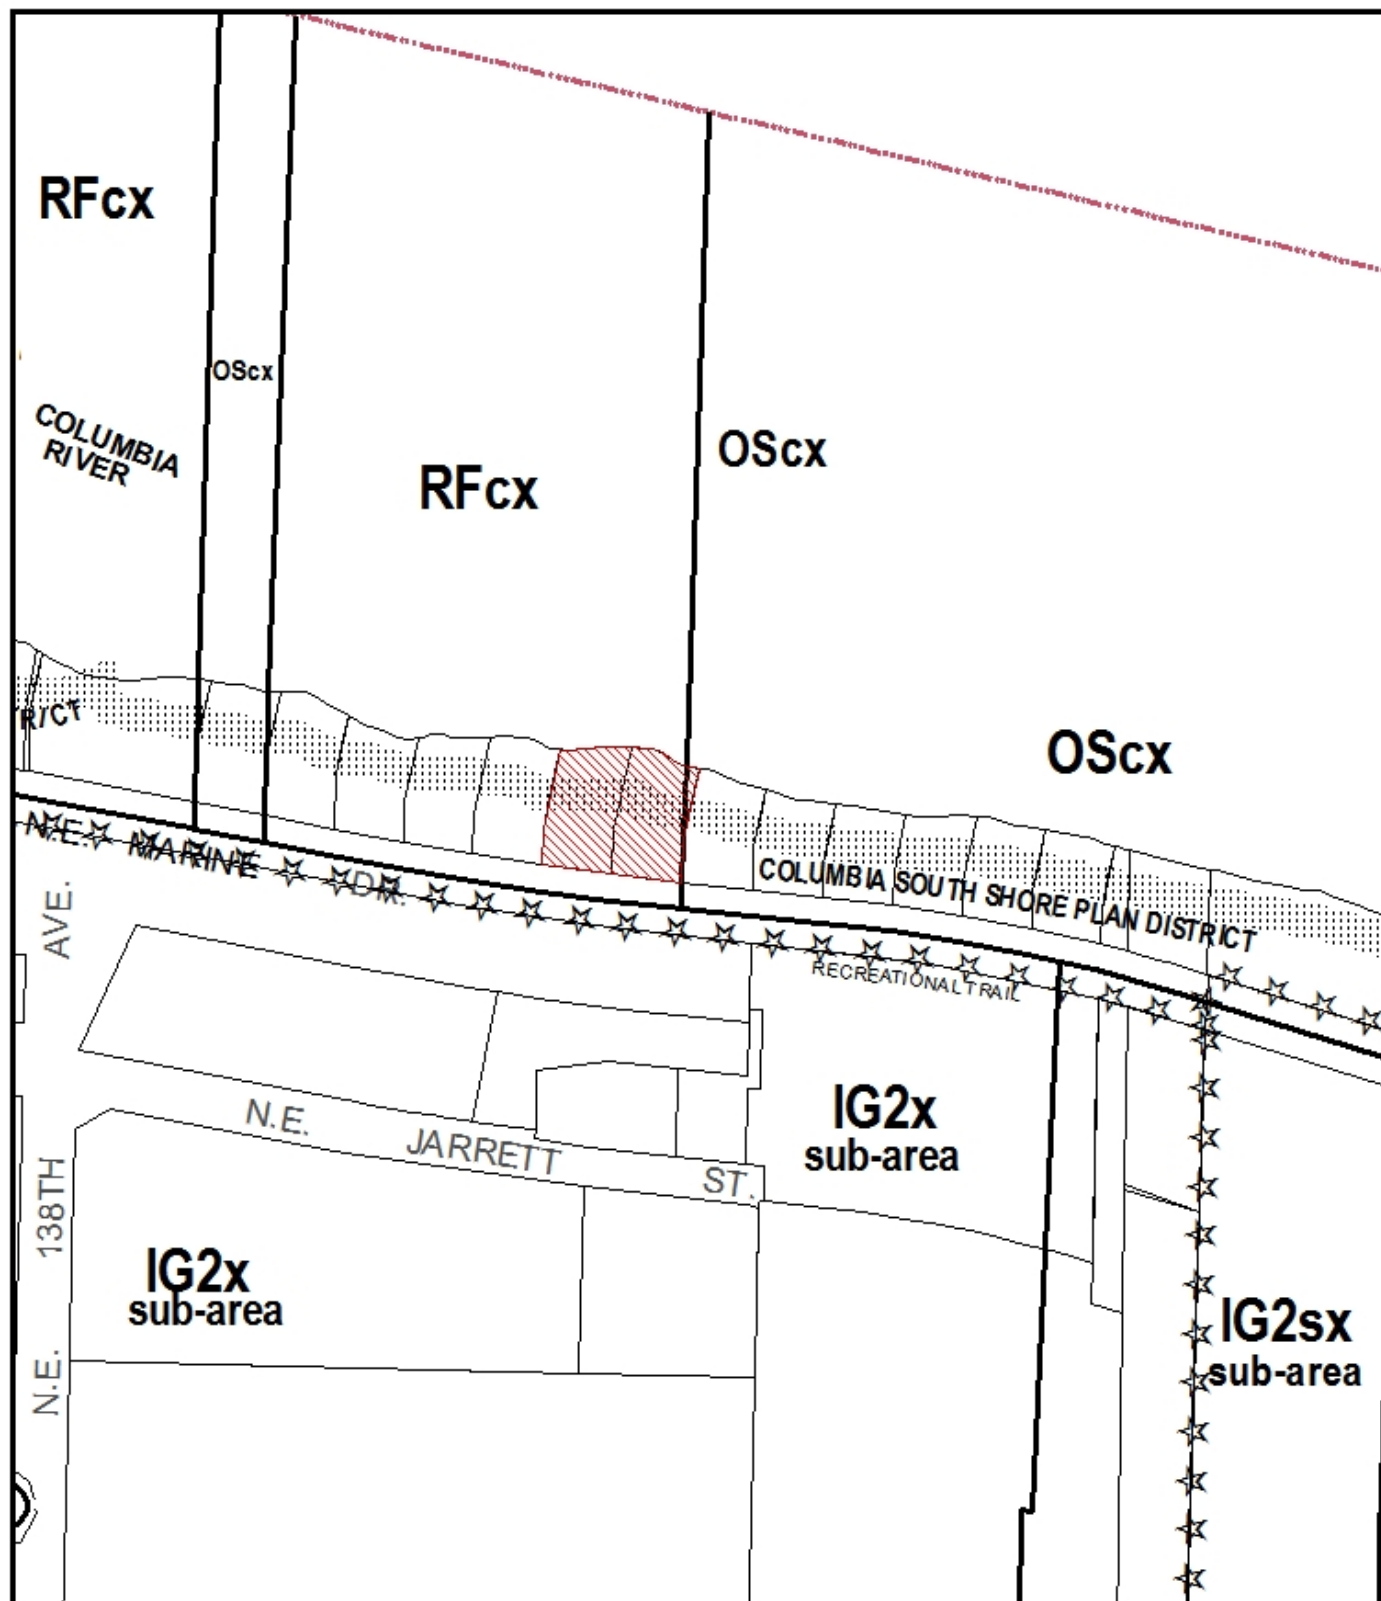 RFcx
OScx
COLUMBIA
RIVER
RFcx
OScx
OScx
N.E. MARINE DR.
COLUMBIA SOUTH SHORE PLAN DISTRICT
RECREATIONAL TRAIL
N.E. 138TH AVE.
N.E. JARRETT ST.
IG2x
sub-area
IG2x
sub-area
IG2sx
sub-area